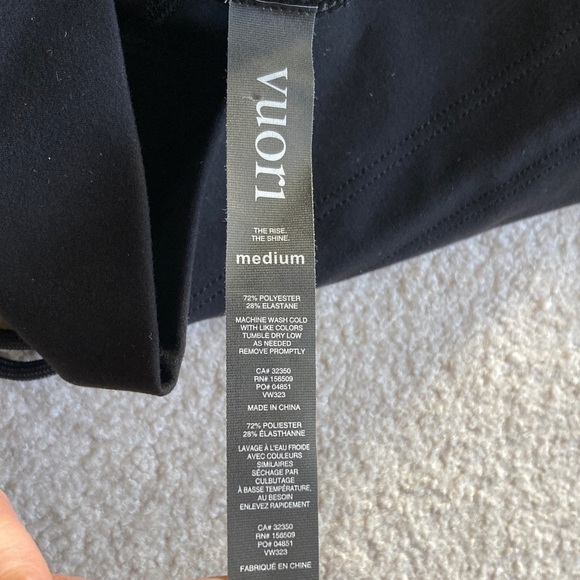 vuori
THE RISE.
THE SHINE.
medium
72% POLYESTER
28% ELASTANE
MACHINE WASH COLD
WITH LIKE COLORS
TUMBLE DRY LOW
AS NEEDED
REMOVE PROMPTLY
CA# 32350
RN# 156509
PO# 04651
VW323
MADE IN CHINA
72% POLIESTER
28% ÉLASTHANNE
LAVAGE À L'EAU FROIDE
AVEC COULEURS
SIMILAIRES
SÉCHAGE PAR
CULBUTAGE
À BASSE TEMPÉRATURE,
AU BESOIN
ENLEVEZ RAPIDEMENT
CA# 32350
RN# 156509
PO# 04651
VW323
FABRIQUÉ EN CHINE